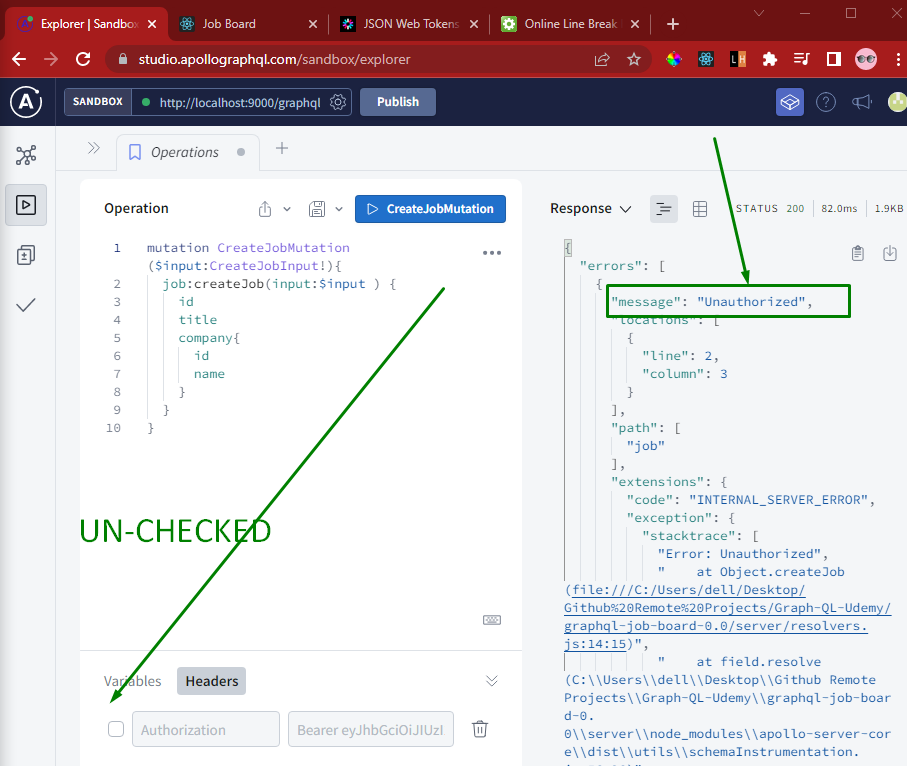 Explorer | Sandbox
Job Board
JSON Web Tokens
Online Line Break
studio.apollographql.com/sandbox/explorer
LH
A
SANDBOX
http://localhost:9000/graphql
Publish
?
Operations
Operation
CreateJobMutation
1 mutation CreateJobMutation
($input:CreateJobInput!){
2 job:createJob(input:$input ) {
3 id
4 title
5 company{
6 id
7 name
8 }
9 }
10 }
UN-CHECKED
Variables
Headers
Authorization
Bearer eyJhbGciOiJIUzI
Response
STATUS 200
82.0ms
1.9KB
{
"errors": [
{
"message": "Unauthorized",
"locations": [
{
"line": 2,
"column": 3
}
],
"path": [
"job"
],
"extensions": {
"code": "INTERNAL_SERVER_ERROR",
"exception": {
"stacktrace": [
"Error: Unauthorized",
" at Object.createJob
(file:///C:/Users/dell/Desktop/
Github%20Remote%20Projects/Graph-QL-Udemy/
graphql-job-board-0.0/server/resolvers.
js:14:15)",
" at field.resolve
(C:\\Users\\dell\\Desktop\\Github Remote
Projects\\Graph-QL-Udemy\\graphql-job-boar
d-0.
0\\server\\node_modules\\apollo-server-cor
e\\dist\\utils\\schemaInstrumentation.